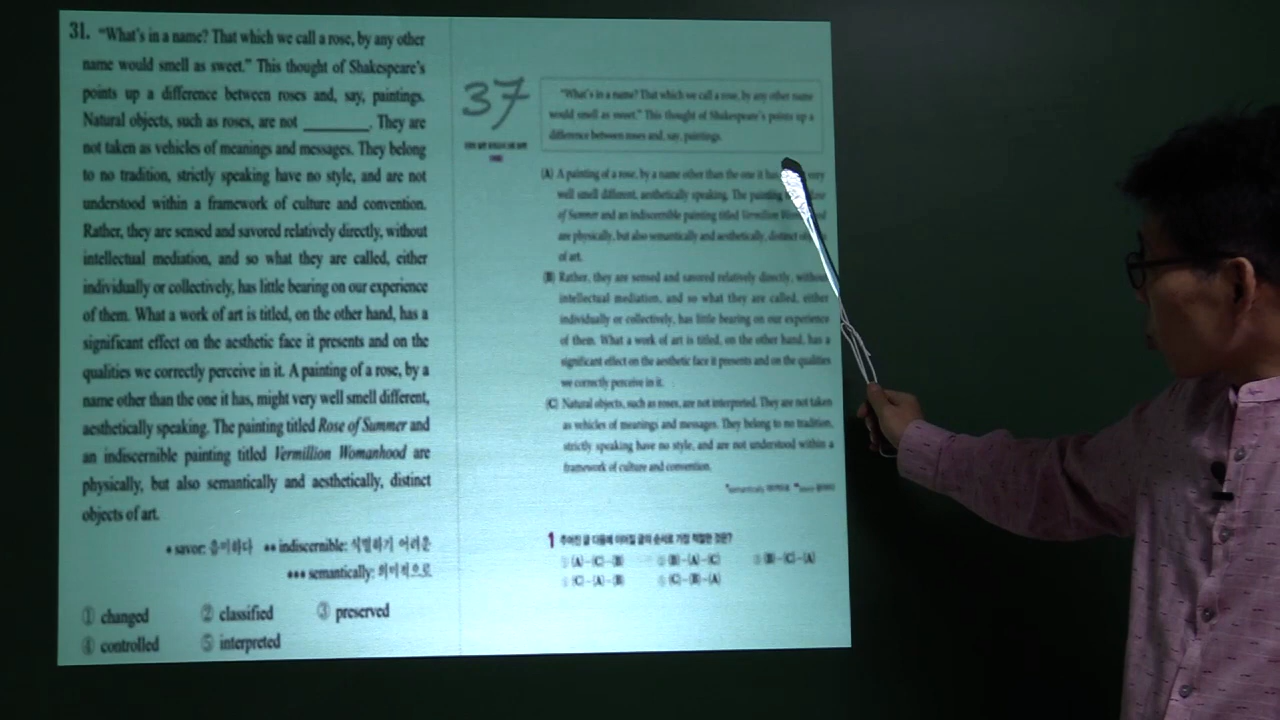 31. “What's in a name? That which we call a rose, by any other
name would smell as sweet.” This thought of Shakespeare's
points up a difference between roses and, say, paintings.
Natural objects, such as roses, are not ________. They are
not taken as vehicles of meanings and messages. They belong
to no tradition, strictly speaking have no style, and are not
understood within a framework of culture and convention.
Rather, they are sensed and savored relatively directly, without
intellectual mediation, and so what they are called, either
individually or collectively, has little bearing on our experience
of them. What a work of art is titled, on the other hand, has a
significant effect on the aesthetic face it presents and on the
qualities we correctly perceive in it. A painting of a rose, by a
name other than the one it has, might very well smell different,
aesthetically speaking. The painting titled Rose of Summer and
an indiscernible painting titled Vermillion Womanhood are
physically, but also semantically and aesthetically, distinct
objects of art.
* savor: 음미하다 ** indiscernible: 식별하기 어려운
*** semantically: 의미적으로
① changed ② classified ③ preserved
④ controlled ⑤ interpreted
37
“What's in a name? That which we call a rose, by any other name
would smell as sweet.” This thought of Shakespeare's points up a
difference between roses and, say, paintings.
(A) A painting of a rose, by a name other than the one it very
well smell different, aesthetically speaking. The painting
of Summer and an indiscernible painting titled Vermillion
are physically, but also semantically and aesthetically, distinct
of art.
(B) Rather, they are sensed and savored relatively directly, without
intellectual mediation, and so what they are called, either
individually or collectively, has little bearing on our experience
of them. What a work of art is titled, on the other hand, has a
significant effect on the aesthetic face it presents and on the qualities
we correctly perceive in it.
(C) Natural objects, such as roses, are not interpreted. They are not taken
as vehicles of meanings and messages. They belong to no tradition,
strictly speaking have no style, and are not understood within a
framework of culture and convention.
*semantically
1 주어진 글 다음에 이어질 글의 순서로 가장 적절한 것은?
① (A)-(C)-(B) ② (B)-(A)-(C) ③ (B)-(C)-(A)
④ (C)-(A)-(B) ⑤ (C)-(B)-(A)